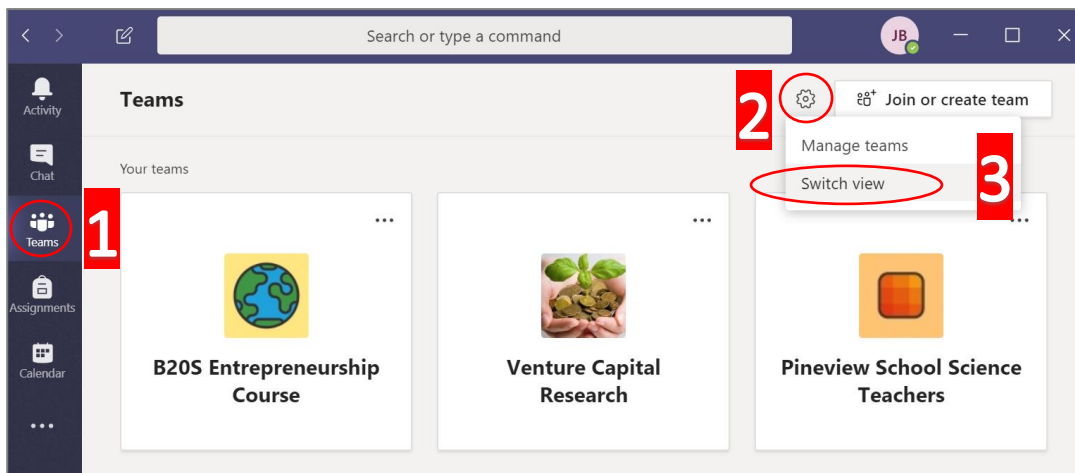 Search or type a command
JB
Activity
Chat
Teams
Assignments
Calendar
1
Teams
2
Join or create team
Manage teams
Switch view
3
Your teams
B20S Entrepreneurship
Course
Venture Capital
Research
Pineview School Science
Teachers